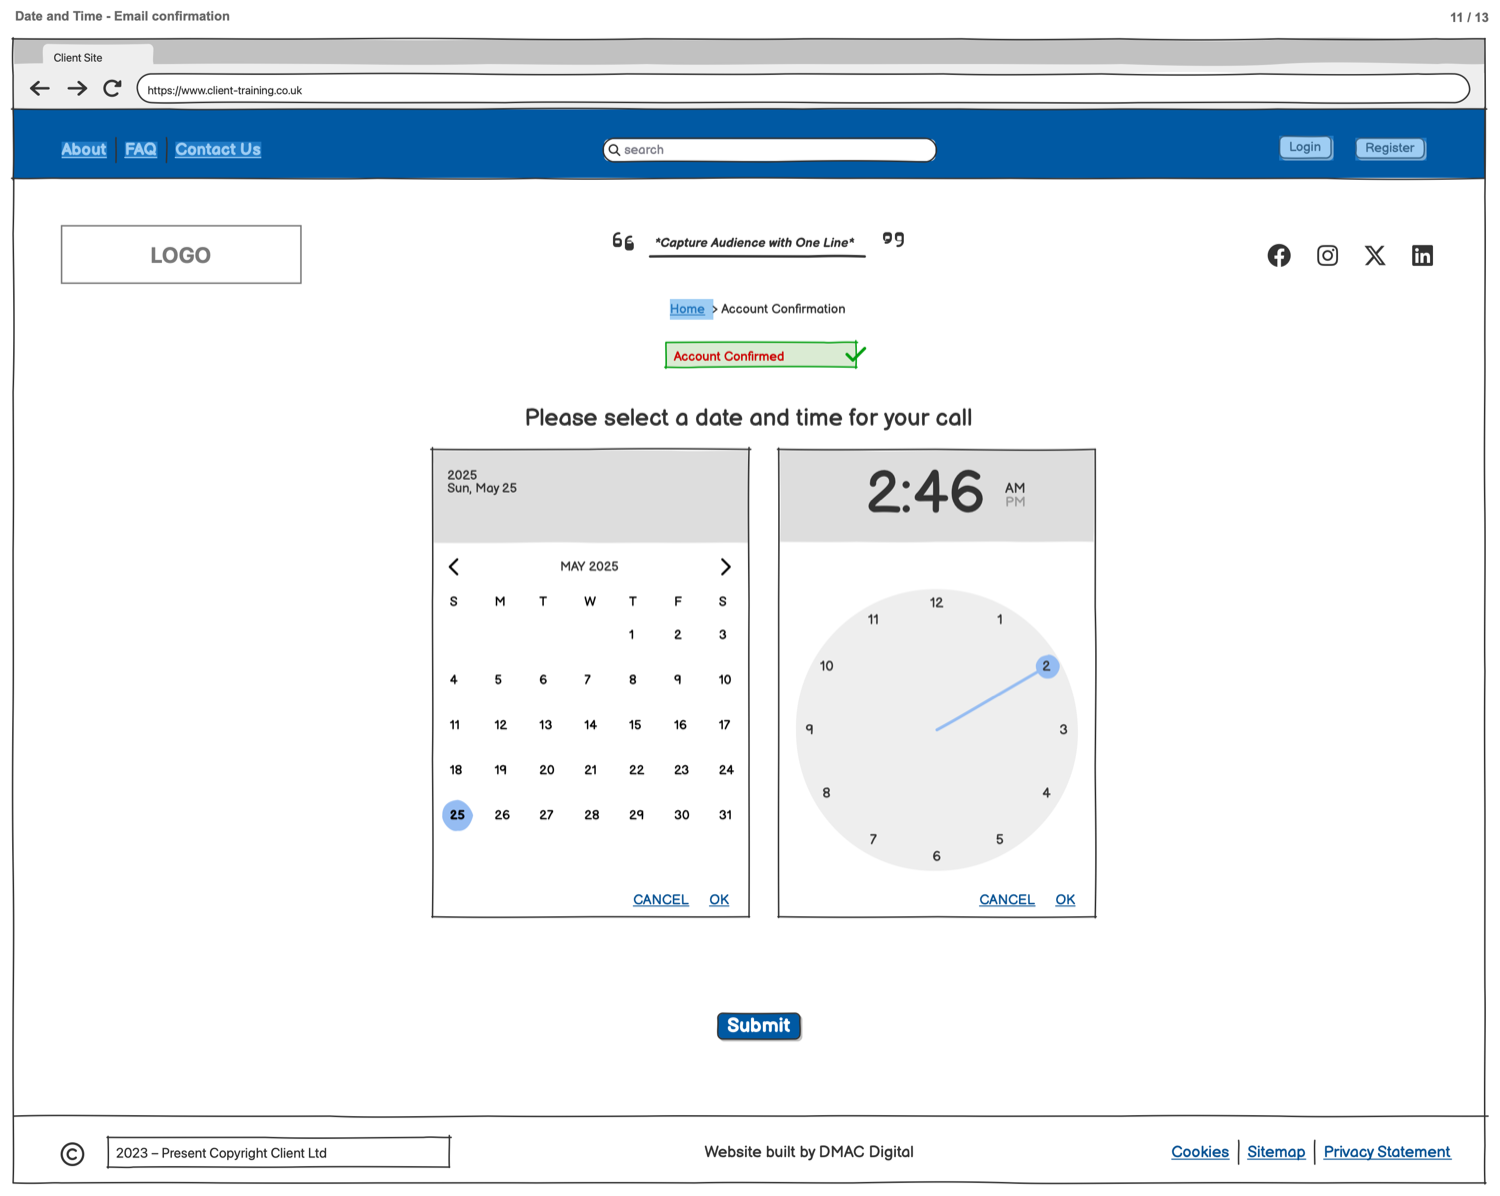 Date and Time - Email confirmation
11 / 13
Client Site
https://www.client-training.co.uk
About FAQ Contact Us
search
Login Register
LOGO
❝ *Capture Audience with One Line* ❞
Home > Account Confirmation
Account Confirmed
Please select a date and time for your call
2025
Sun, May 25
MAY 2025
S M T W T F S
1 2 3
4 5 6 7 8 9 10
11 12 13 14 15 16 17
18 19 20 21 22 23 24
25 26 27 28 29 30 31
CANCEL OK
2:46 AM
PM
12
11 1
10 2
9 3
8 4
7 5
6
CANCEL OK
Submit
© 2023 – Present Copyright Client Ltd
Website built by DMAC Digital
Cookies Sitemap Privacy Statement